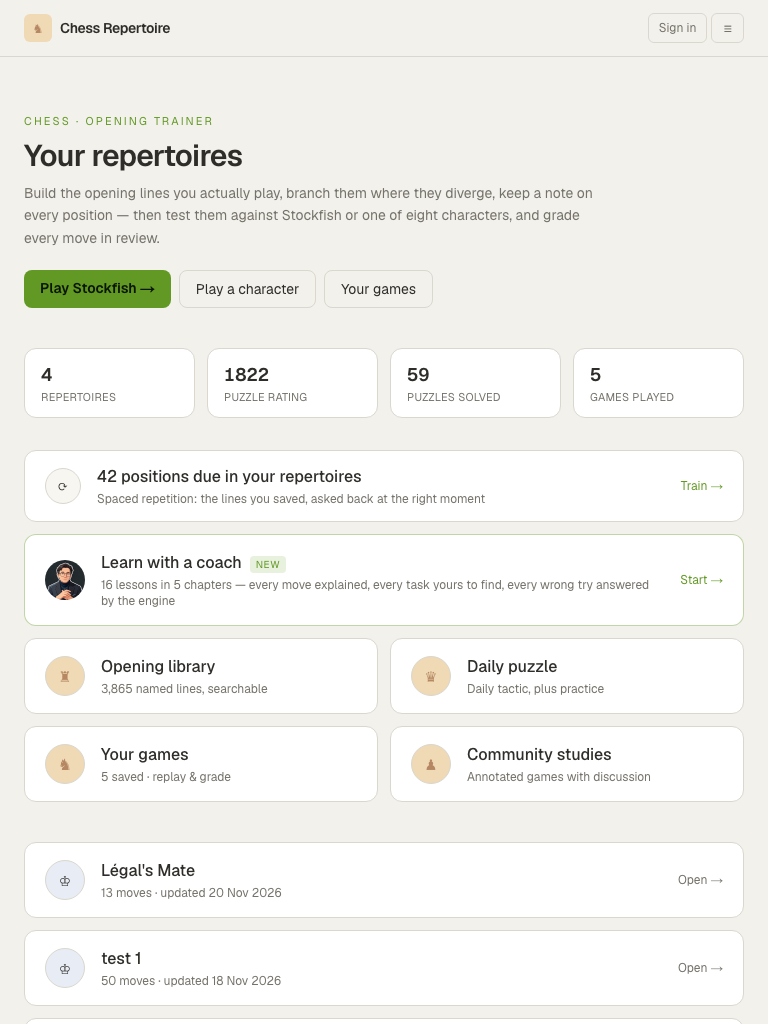 Chess Repertoire
Sign in
CHESS · OPENING TRAINER
Your repertoires
Build the opening lines you actually play, branch them where they diverge, keep a note on
every position — then test them against Stockfish or one of eight characters, and grade
every move in review.
Play Stockfish →
Play a character
Your games
4
REPERTOIRES
1822
PUZZLE RATING
59
PUZZLES SOLVED
5
GAMES PLAYED
42 positions due in your repertoires
Spaced repetition: the lines you saved, asked back at the right moment
Train →
Learn with a coach NEW
16 lessons in 5 chapters — every move explained, every task yours to find, every wrong try answered
by the engine
Start →
Opening library
3,865 named lines, searchable
Daily puzzle
Daily tactic, plus practice
Your games
5 saved · replay & grade
Community studies
Annotated games with discussion
Légal's Mate
13 moves · updated 20 Nov 2026
Open →
test 1
50 moves · updated 18 Nov 2026
Open →